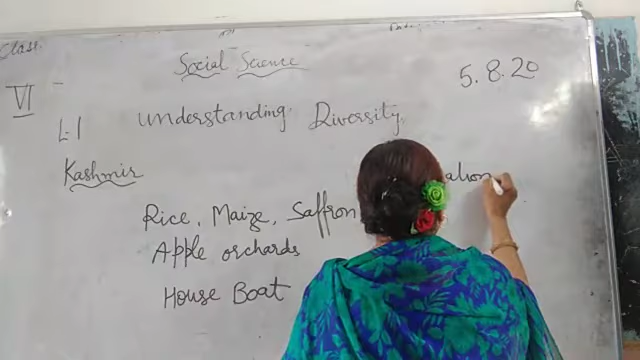 Class
Social Science
5.8.20
VI
L.1 Understanding Diversity
Kashmir
Rice, Maize, Saffron
Apple orchards
House Boat